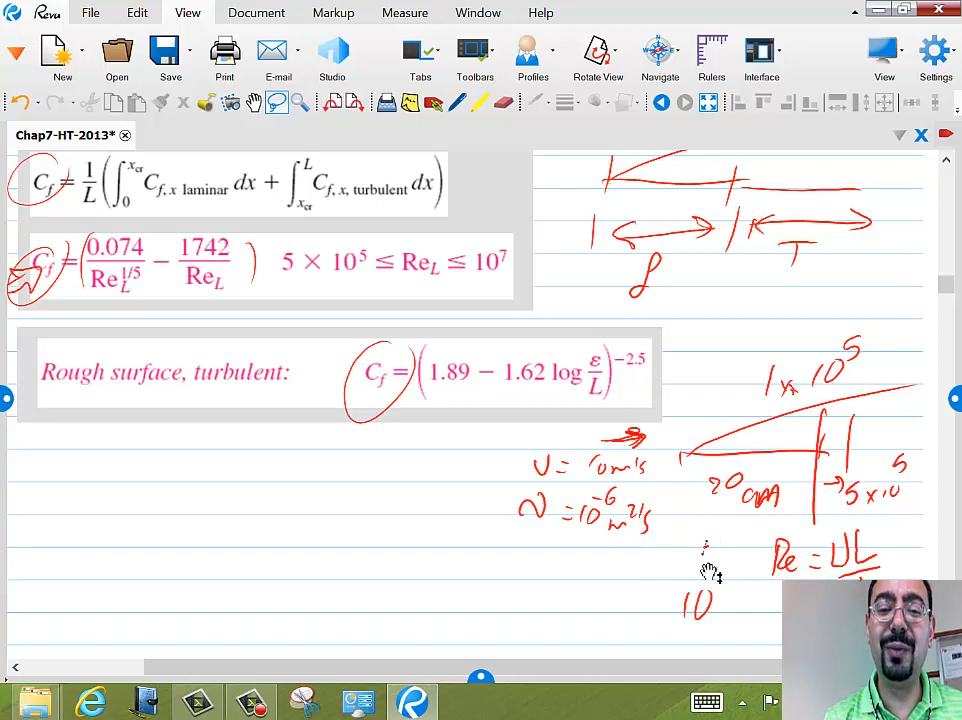 Revu File Edit View Document Markup Measure Window Help
New Open Save Print E-mail Studio Tabs Toolbars Profiles Rotate View Navigate Rulers Interface View Settings
Chap7-HT-2013*
C_f = 1/L (∫_0^{x_cr} C_{f, x laminar} dx + ∫_{x_cr}^L C_{f, x, turbulent} dx)
C_f = (0.074/Re_L^{1/5} − 1742/Re_L) 5 × 10^5 ≤ Re_L ≤ 10^7
L T
Rough surface, turbulent: C_f = (1.89 − 1.62 log ε/L)^{−2.5}
1 × 10^5
U = 10 m/s
20 cm → 5 × 10^5
ν = 10^{-6} m^2/s
Re = UL
10